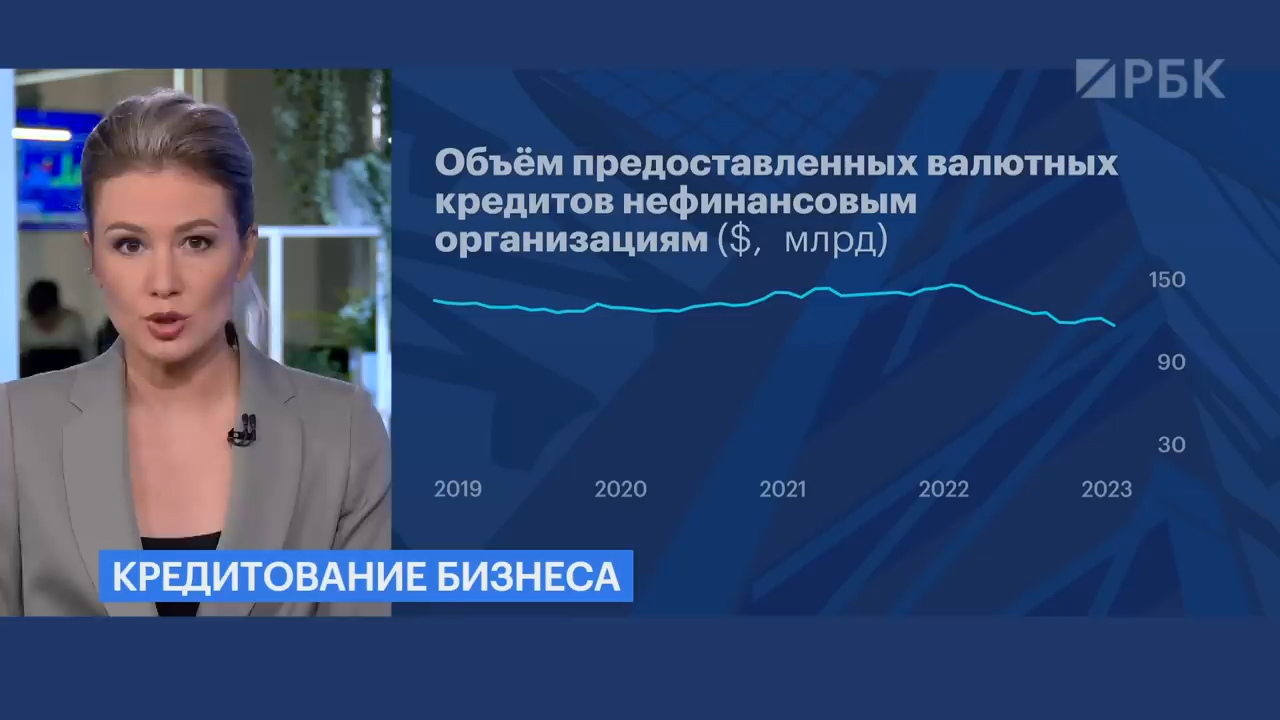 РБК
Объём предоставленных валютных
кредитов нефинансовым
организациям ($, млрд)
150
90
30
2019 2020 2021 2022 2023
КРЕДИТОВАНИЕ БИЗНЕСА